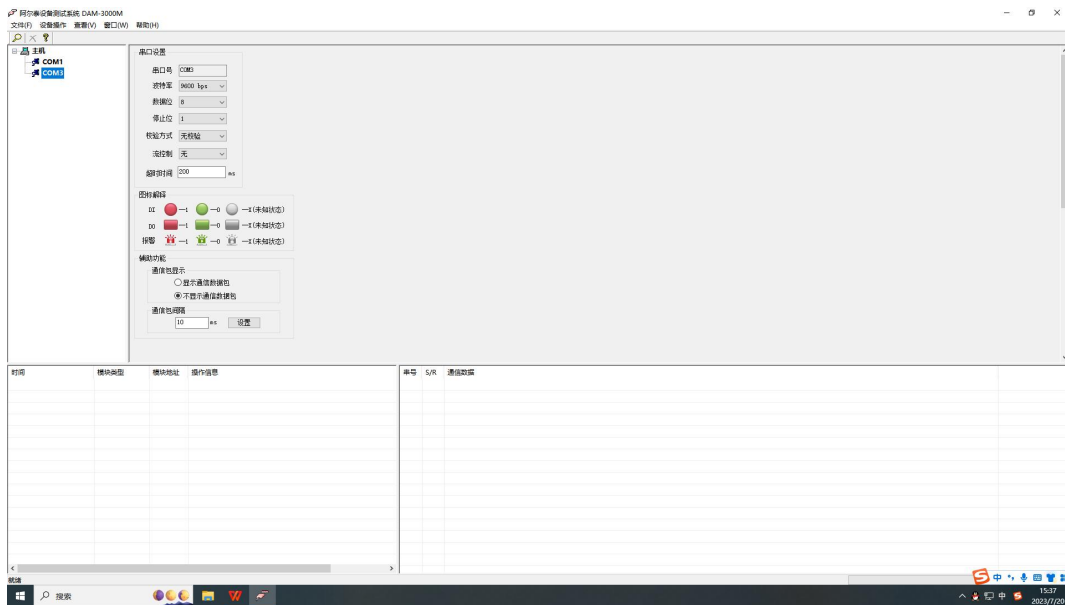 阿尔泰设备测试系统 DAM-3000M
文件(F) 设备操作 查看(V) 窗口(W) 帮助(H)
主机
COM1
COM3
串口设置
串口号 COM3
波特率 9600 bps
数据位 8
停止位 1
校验方式 无校验
流控制 无
超时时间 200 ms
图标解释
DI —1 —0 —X(未知状态)
DO —1 —0 —X(未知状态)
报警 —1 —0 —X(未知状态)
辅助功能
通信包显示
显示通信数据包
不显示通信数据包
通信包间隔
10 ms 设置
时间 模块类型 模块地址 操作信息 串号 S/R 通信数据
就绪
中
搜索
中
15:37
2023/7/20